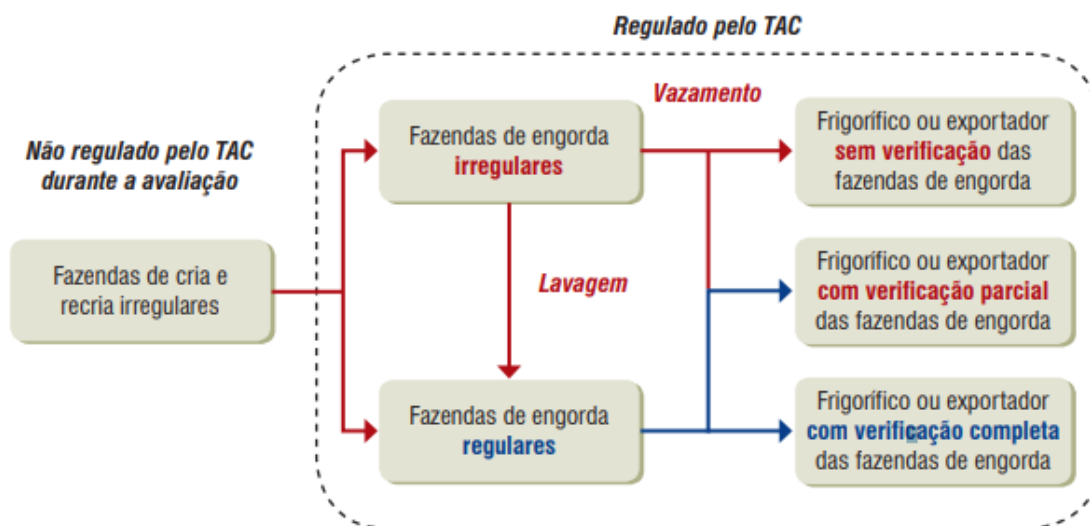 Regulado pelo TAC
Não regulado pelo TAC
durante a avaliação
Fazendas de cria e
recria irregulares
Fazendas de engorda
irregulares
Vazamento
Lavagem
Fazendas de engorda
regulares
Frigorífico ou exportador
sem verificação das
fazendas de engorda
Frigorífico ou exportador
com verificação parcial
das fazendas de engorda
Frigorífico ou exportador
com verificação completa
das fazendas de engorda